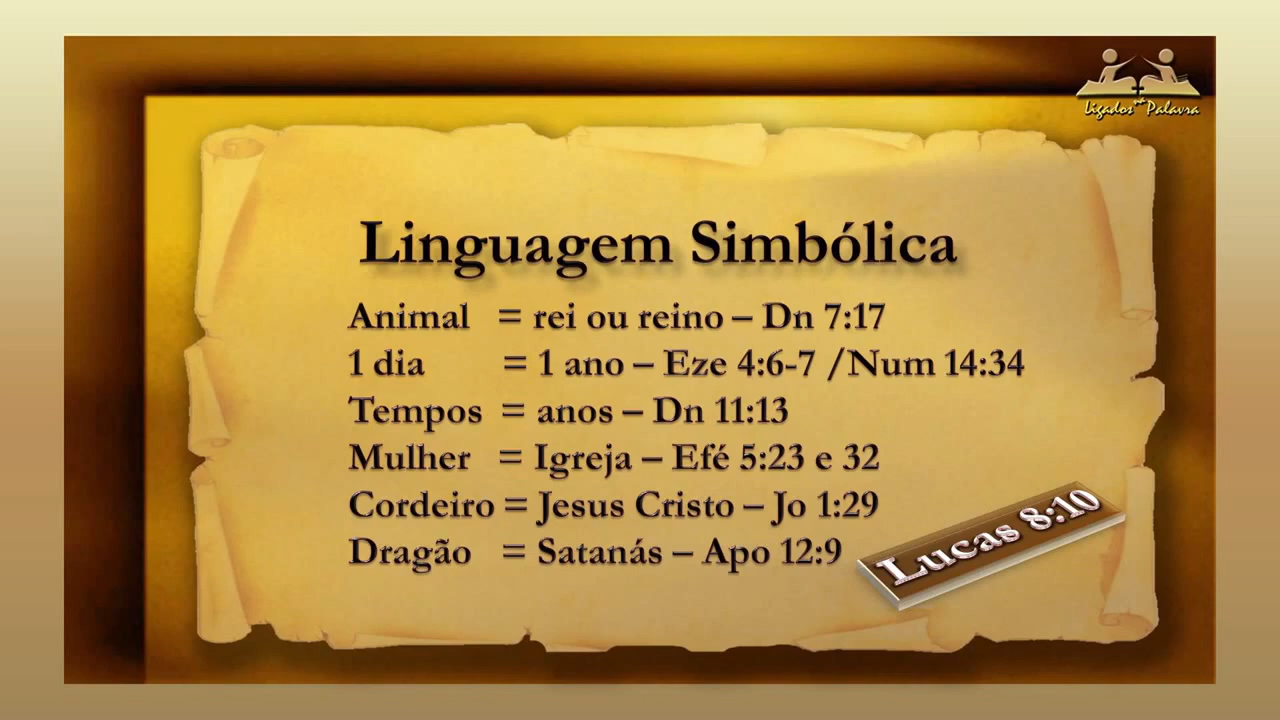 Ligados na Palavra
Linguagem Simbólica
Animal = rei ou reino – Dn 7:17
1 dia = 1 ano – Eze 4:6-7 /Num 14:34
Tempos = anos – Dn 11:13
Mulher = Igreja – Efé 5:23 e 32
Cordeiro = Jesus Cristo – Jo 1:29
Dragão = Satanás – Apo 12:9
Lucas 8:10